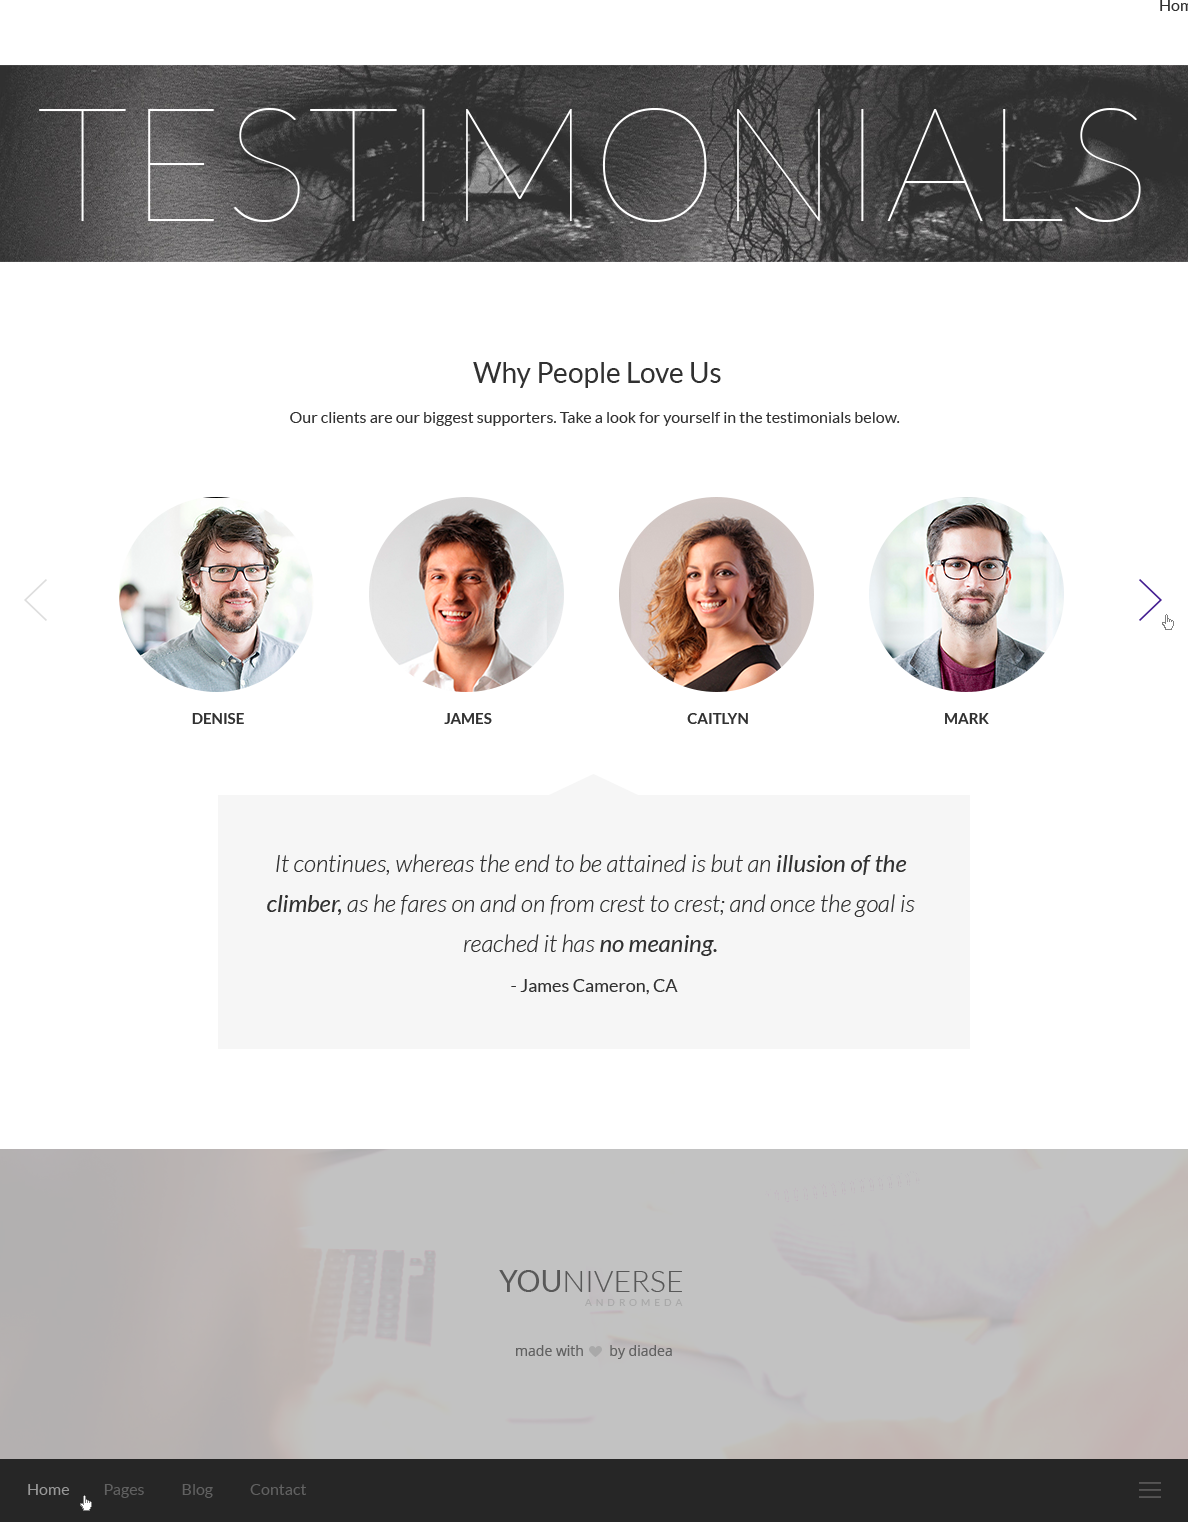 Hom
TESTIMONIALS
Why People Love Us
Our clients are our biggest supporters. Take a look for yourself in the testimonials below.
DENISE
JAMES
CAITLYN
MARK
It continues, whereas the end to be attained is but an illusion of the
climber, as he fares on and on from crest to crest; and once the goal is
reached it has no meaning.
- James Cameron, CA
YOUNIVERSE
ANDROMEDA
made with by diadea
Home Pages Blog Contact